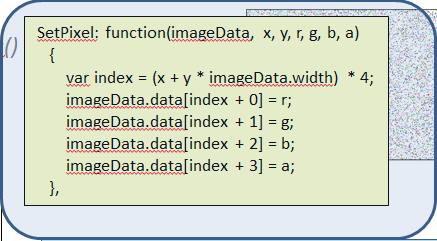 SetPixel: function(imageData, x, y, r, g, b, a)
{
var index = (x + y * imageData.width) * 4;
imageData.data[index + 0] = r;
imageData.data[index + 1] = g;
imageData.data[index + 2] = b;
imageData.data[index + 3] = a;
},
()